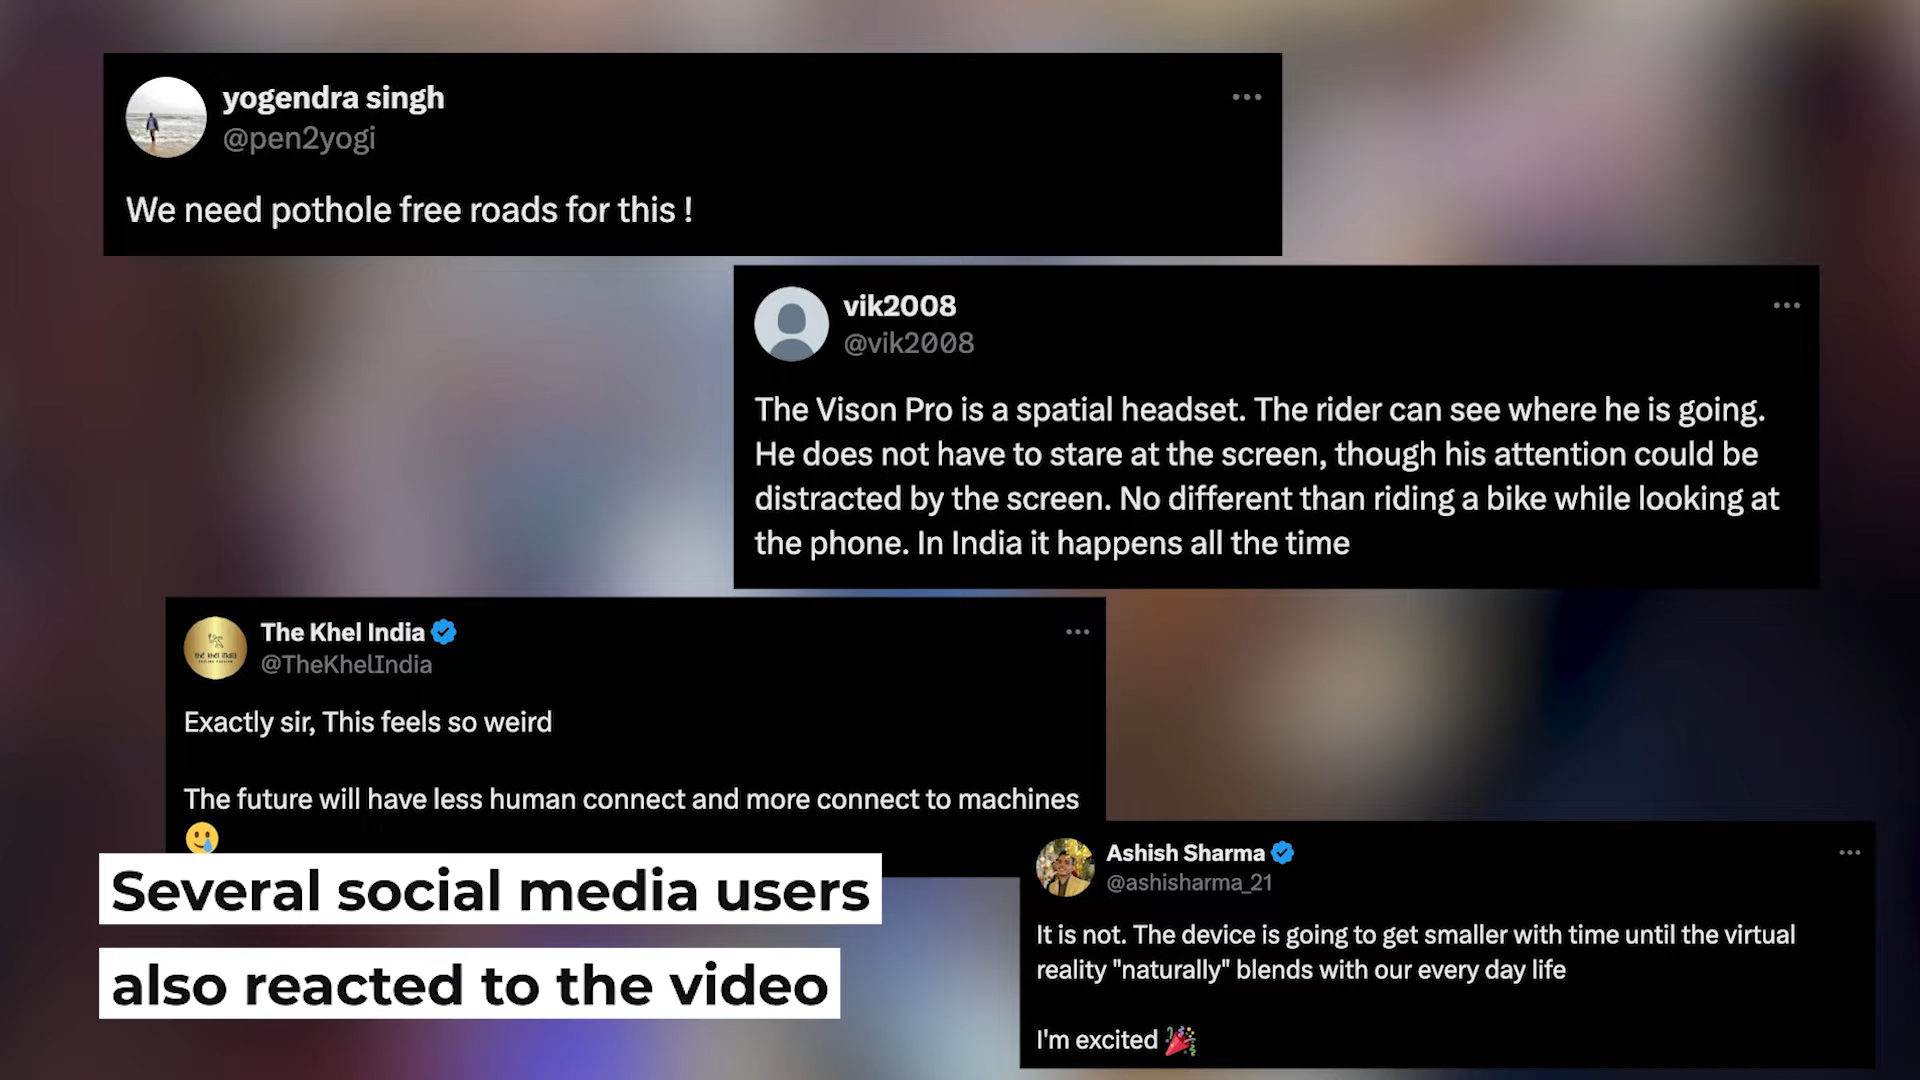 yogendra singh
@pen2yogi
We need pothole free roads for this !
vik2008
@vik2008
The Vison Pro is a spatial headset. The rider can see where he is going.
He does not have to stare at the screen, though his attention could be
distracted by the screen. No different than riding a bike while looking at
the phone. In India it happens all the time
The Khel India
@TheKhelIndia
Exactly sir, This feels so weird
The future will have less human connect and more connect to machines
🥲
Ashish Sharma
@ashisharma_21
It is not. The device is going to get smaller with time until the virtual
reality "naturally" blends with our every day life
I'm excited 🎉
Several social media users
also reacted to the video